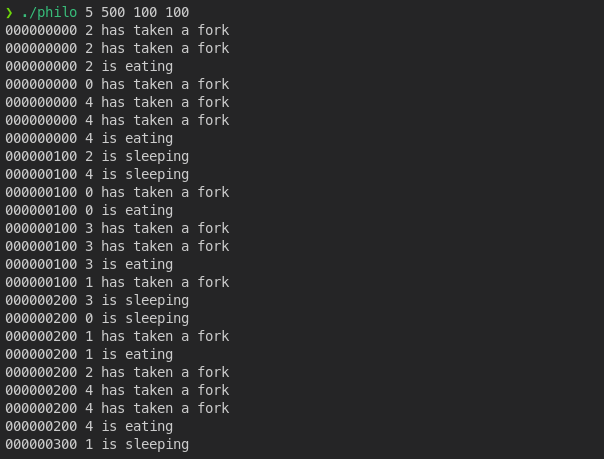 ❯ ./philo 5 500 100 100
000000000 2 has taken a fork
000000000 2 has taken a fork
000000000 2 is eating
000000000 0 has taken a fork
000000000 4 has taken a fork
000000000 4 has taken a fork
000000000 4 is eating
000000100 2 is sleeping
000000100 4 is sleeping
000000100 0 has taken a fork
000000100 0 is eating
000000100 3 has taken a fork
000000100 3 has taken a fork
000000100 3 is eating
000000100 1 has taken a fork
000000200 3 is sleeping
000000200 0 is sleeping
000000200 1 has taken a fork
000000200 1 is eating
000000200 2 has taken a fork
000000200 4 has taken a fork
000000200 4 has taken a fork
000000200 4 is eating
000000300 1 is sleeping